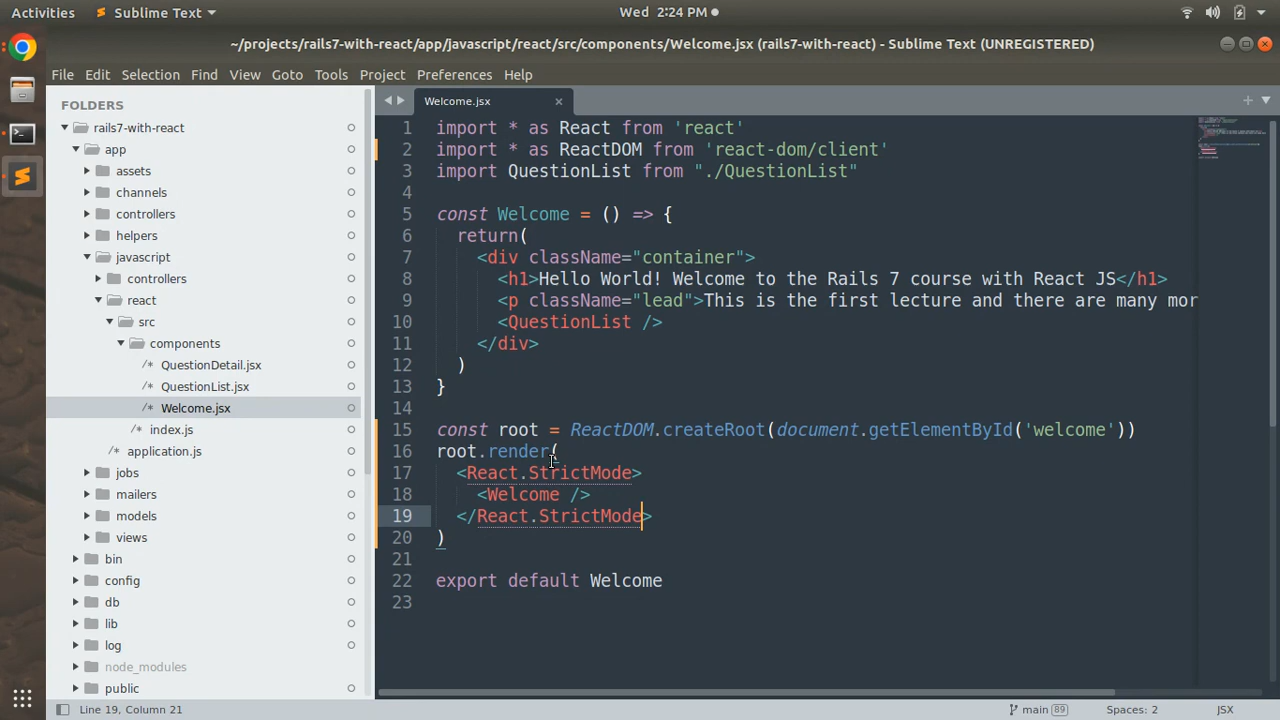 Activities Sublime Text Wed 2:24 PM
~/projects/rails7-with-react/app/javascript/react/src/components/Welcome.jsx (rails7-with-react) - Sublime Text (UNREGISTERED)
File Edit Selection Find View Goto Tools Project Preferences Help
FOLDERS
rails7-with-react
app
assets
channels
controllers
helpers
javascript
controllers
react
src
components
/* QuestionDetail.jsx
/* QuestionList.jsx
/* Welcome.jsx
/* index.js
/* application.js
jobs
mailers
models
views
bin
config
db
lib
log
node_modules
public
Welcome.jsx ×
1 import * as React from 'react'
2 import * as ReactDOM from 'react-dom/client'
3 import QuestionList from "./QuestionList"
4
5 const Welcome = () => {
6 return(
7 <div className="container">
8 <h1>Hello World! Welcome to the Rails 7 course with React JS</h1>
9 <p className="lead">This is the first lecture and there are many mor
10 <QuestionList />
11 </div>
12 )
13 }
14
15 const root = ReactDOM.createRoot(document.getElementById('welcome'))
16 root.render(
17 <React.StrictMode>
18 <Welcome />
19 </React.StrictMode>
20 )
21
22 export default Welcome
23
Line 19, Column 21 main 89 Spaces: 2 JSX